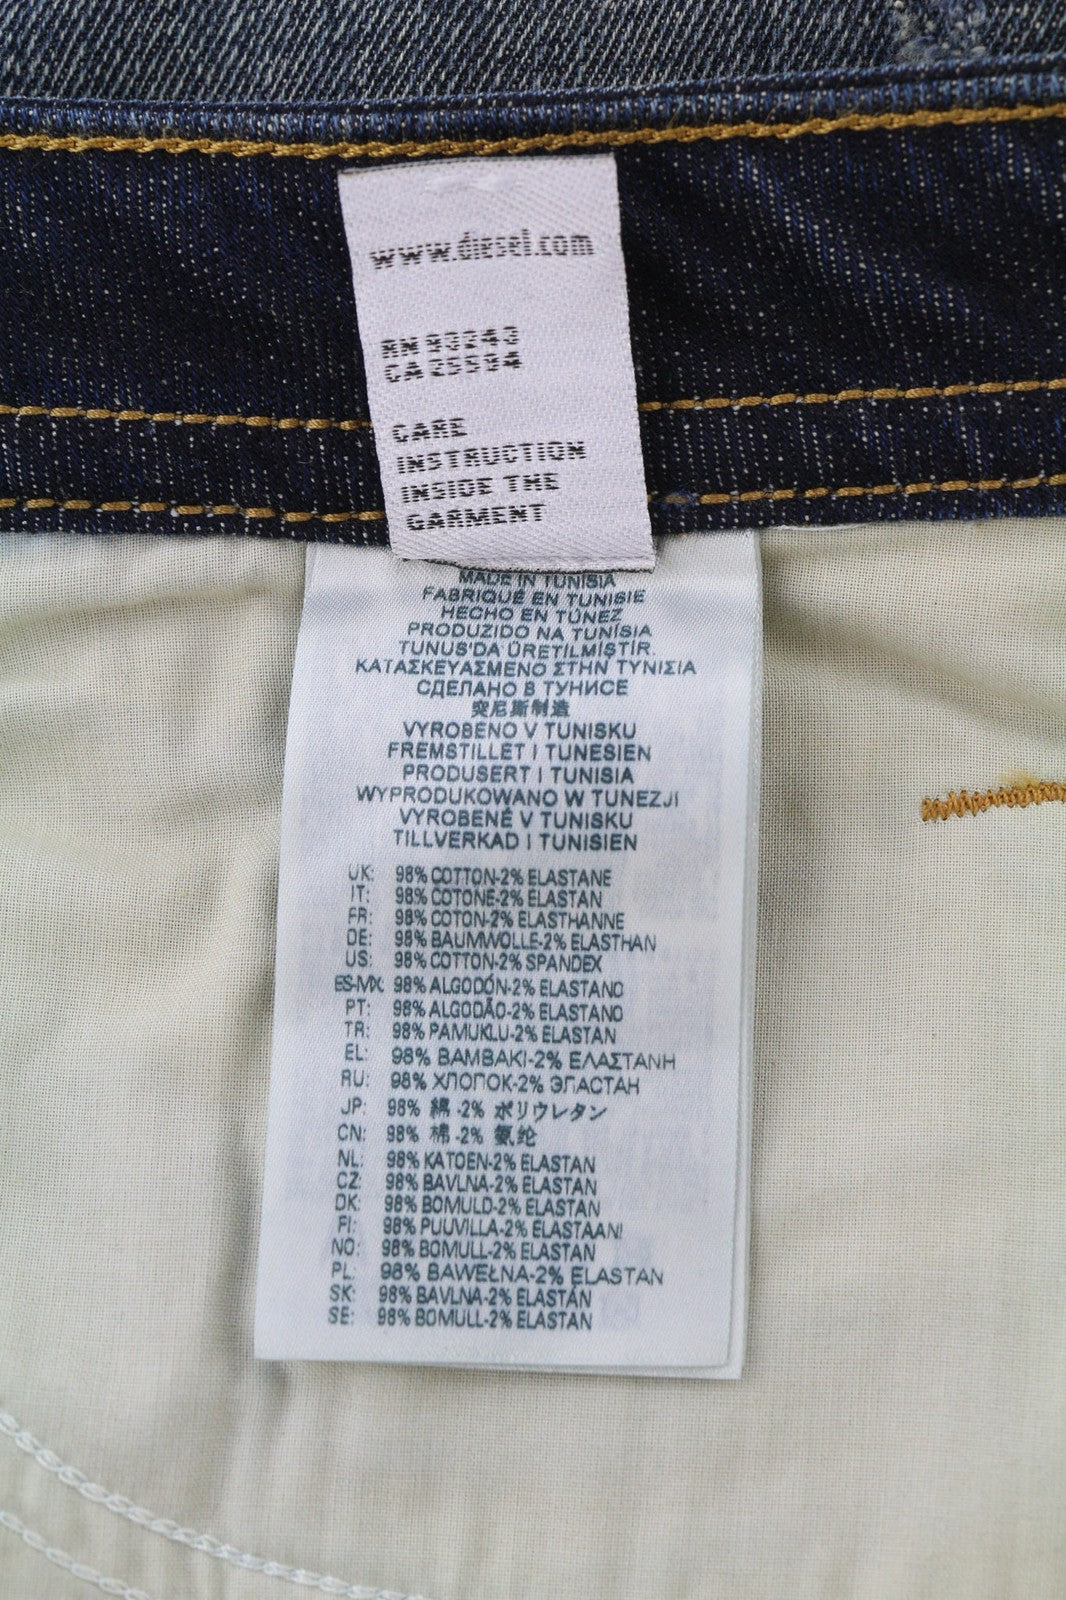 www.diesel.com
RN 93243
CA 25594
CARE
INSTRUCTION
INSIDE THE
GARMENT
MADE IN TUNISIA
FABRIQUÉ EN TUNISIE
HECHO EN TÚNEZ
PRODUZIDO NA TUNÍSIA
TUNUS'DA ÜRETİLMİŞTİR.
ΚΑΤΑΣΚΕΥΑΣΜΕΝΟ ΣΤΗΝ ΤΥΝΙΣΙΑ
СДЕЛАНО В ТУНИСЕ
突尼斯制造
VYROBENO V TUNISKU
FREMSTILLET I TUNESIEN
PRODUSERT I TUNISIA
WYPRODUKOWANO W TUNEZJI
VYROBENÉ V TUNISKU
TILLVERKAD I TUNISIEN
UK: 98% COTTON-2% ELASTANE
IT: 98% COTONE-2% ELASTAN
FR: 98% COTON-2% ELASTHANNE
DE: 98% BAUMWOLLE-2% ELASTHAN
US: 98% COTTON-2% SPANDEX
ES-MX: 98% ALGODÓN-2% ELASTANO
PT: 98% ALGODÃO-2% ELASTANO
TR: 98% PAMUKLU-2% ELASTAN
EL: 98% ΒΑΜΒΑΚΙ-2% ΕΛΑΣΤΑΝΗ
RU: 98% ХЛОПОК-2% ЭЛАСТАН
JP: 98% 綿 -2% ポリウレタン
CN: 98% 棉 -2% 氨纶
NL: 98% KATOEN-2% ELASTAN
CZ: 98% BAVLNA-2% ELASTAN
DK: 98% BOMULD-2% ELASTAN
FI: 98% PUUVILLA-2% ELASTAANI
NO: 98% BOMULL-2% ELASTAN
PL: 98% BAWEŁNA-2% ELASTAN
SK: 98% BAVLNA-2% ELASTÁN
SE: 98% BOMULL-2% ELASTAN